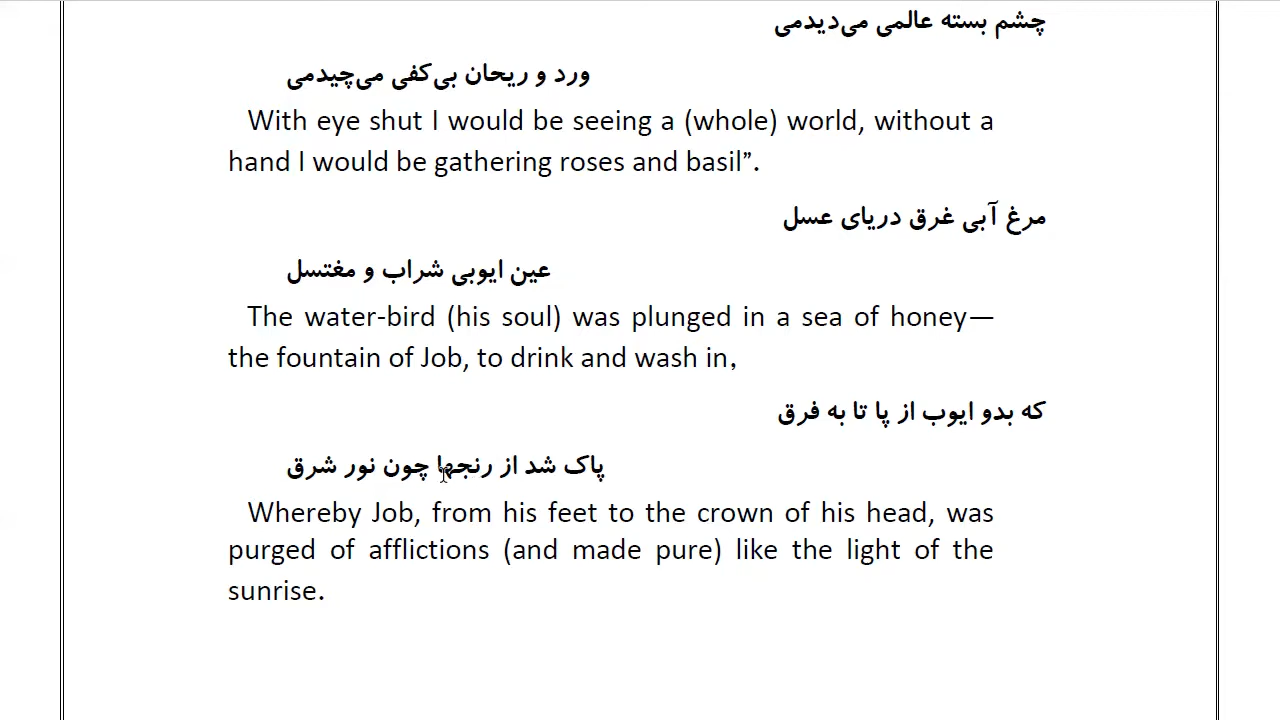 چشم بسته عالمی می‌دیدمی
ورد و ریحان بی‌کفی می‌چیدمی
With eye shut I would be seeing a (whole) world, without a
hand I would be gathering roses and basil”.
مرغ آبی غرق دریای عسل
عین ایوبی شراب و مغتسل
The water-bird (his soul) was plunged in a sea of honey—
the fountain of Job, to drink and wash in,
که بدو ایوب از پا تا به فرق
پاک شد از رنجها چون نور شرق
Whereby Job, from his feet to the crown of his head, was
purged of afflictions (and made pure) like the light of the
sunrise.